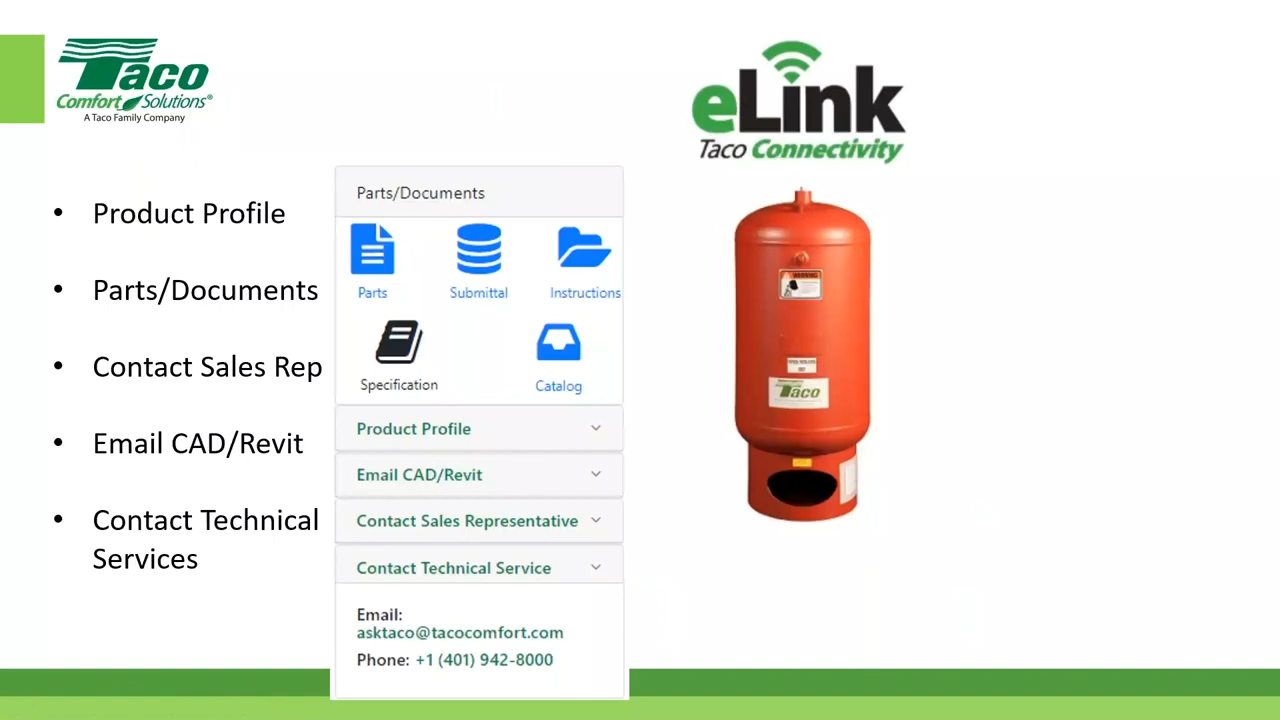 Taco
Comfort Solutions®
A Taco Family Company
eLink
Taco Connectivity
• Product Profile
• Parts/Documents
• Contact Sales Rep
• Email CAD/Revit
• Contact Technical
Services
Parts/Documents
Parts
Submittal
Instructions
Specification
Catalog
Product Profile
Email CAD/Revit
Contact Sales Representative
Contact Technical Service
Email:
asktaco@tacocomfort.com
Phone: +1 (401) 942-8000
WARNING
Taco